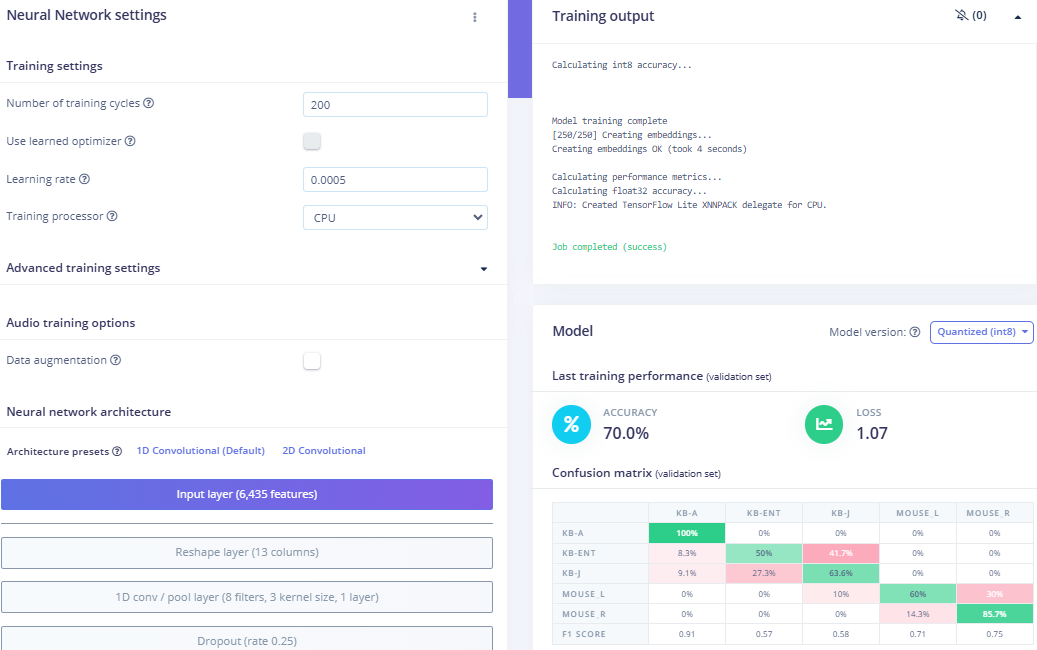 Neural Network settings
Training settings
Number of training cycles
200
Use learned optimizer
Learning rate
0.0005
Training processor
CPU
Advanced training settings
Audio training options
Data augmentation
Neural network architecture
Architecture presets 1D Convolutional (Default) 2D Convolutional
Input layer (6,435 features)
Reshape layer (13 columns)
1D conv / pool layer (8 filters, 3 kernel size, 1 layer)
Dropout (rate 0.25)
Training output
(0)
Calculating int8 accuracy...
Model training complete
[250/250] Creating embeddings...
Creating embeddings OK (took 4 seconds)
Calculating performance metrics...
Calculating float32 accuracy...
INFO: Created TensorFlow Lite XNNPACK delegate for CPU.
Job completed (success)
Model
Model version: Quantized (int8)
Last training performance (validation set)
% ACCURACY
70.0%
LOSS
1.07
Confusion matrix (validation set)
KB-A KB-ENT KB-J MOUSE_L MOUSE_R
KB-A 100% 0% 0% 0% 0%
KB-ENT 8.3% 50% 41.7% 0% 0%
KB-J 9.1% 27.3% 63.6% 0% 0%
MOUSE_L 0% 0% 10% 60% 30%
MOUSE_R 0% 0% 0% 14.3% 85.7%
F1 SCORE 0.91 0.57 0.58 0.71 0.75